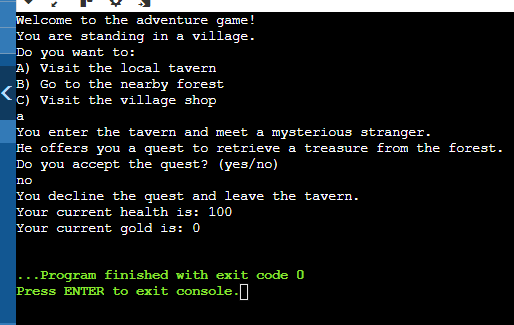 Welcome to the adventure game!
You are standing in a village.
Do you want to:
A) Visit the local tavern
B) Go to the nearby forest
C) Visit the village shop
a
You enter the tavern and meet a mysterious stranger.
He offers you a quest to retrieve a treasure from the forest.
Do you accept the quest? (yes/no)
no
You decline the quest and leave the tavern.
Your current health is: 100
Your current gold is: 0
...Program finished with exit code 0
Press ENTER to exit console.